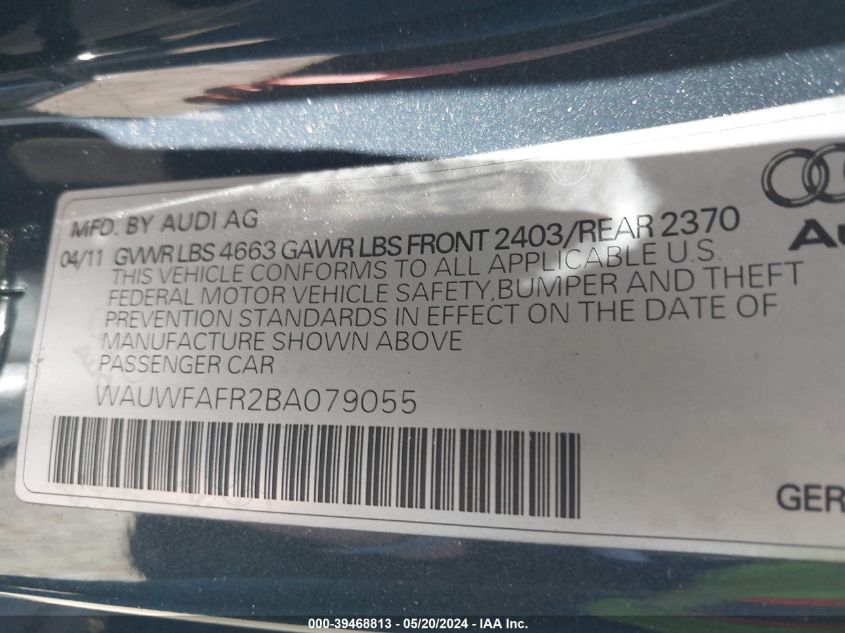 MFD. BY AUDI AG
04/11 GVWR LBS 4663 GAWR LBS FRONT 2403/REAR 2370
THIS VEHICLE CONFORMS TO ALL APPLICABLE U.S.
FEDERAL MOTOR VEHICLE SAFETY,BUMPER AND THEFT
PREVENTION STANDARDS IN EFFECT ON THE DATE OF
MANUFACTURE SHOWN ABOVE
PASSENGER CAR
WAUWFAFR2BA079055
GER
000-39468813 - 05/20/2024 - IAA Inc.